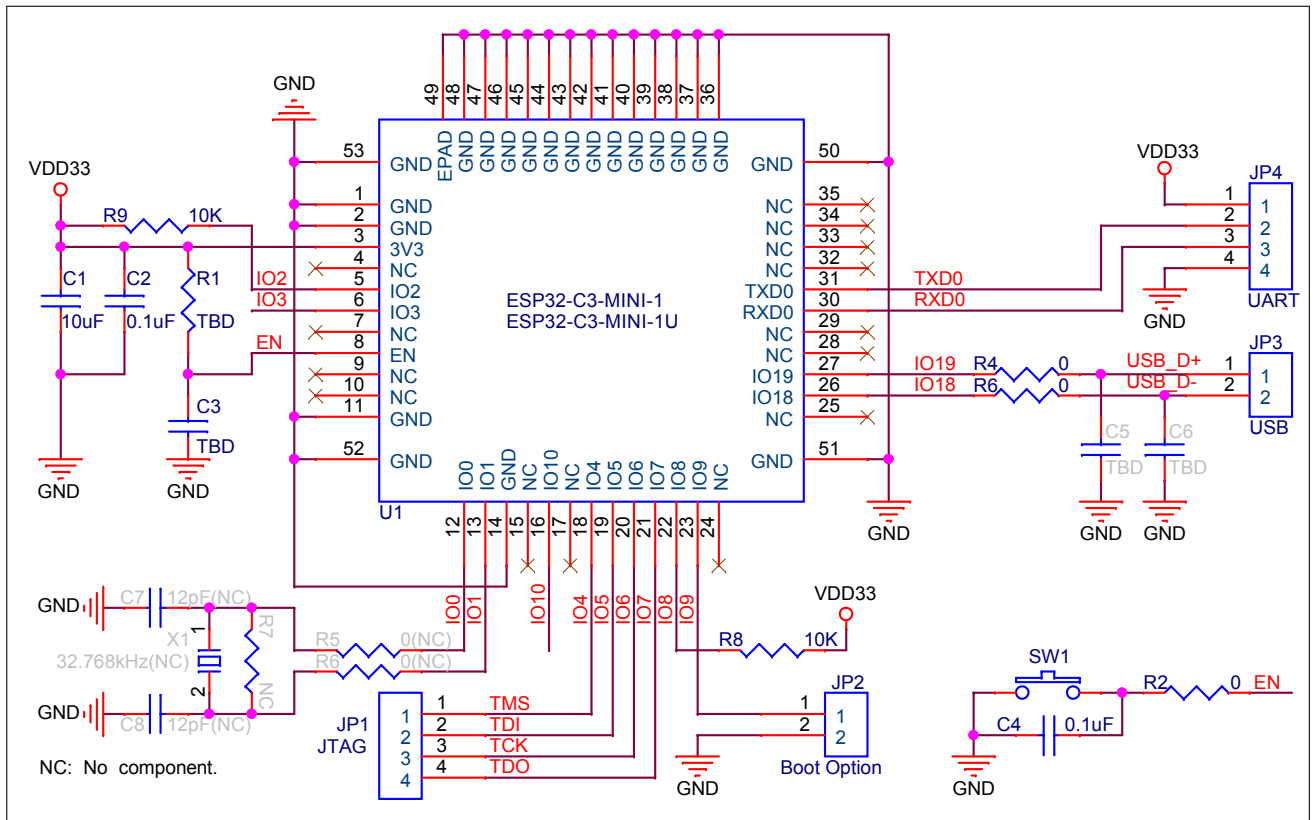 GND
VDD33
R9 10K
C1
10uF
C2
0.1uF
R1
TBD
C3
TBD
GND
GND
IO2
IO3
EN
49 48 47 46 45 44 43 42 41 40 39 38 37 36
EPAD GND GND GND GND GND GND GND GND GND GND GND GND GND
53 GND
1 GND
2 GND
3 3V3
4 NC
5 IO2
6 IO3
7 NC
8 EN
9 NC
10 NC
11 GND
52 GND
ESP32-C3-MINI-1
ESP32-C3-MINI-1U
GND 50
NC 35
NC 34
NC 33
NC 32
TXD0 31
RXD0 30
NC 29
NC 28
IO19 27
IO18 26
NC 25
GND 51
IO0 IO1 GND NC IO10 NC IO4 IO5 IO6 IO7 IO8 IO9 NC
12 13 14 15 16 17 18 19 20 21 22 23 24
U1
TXD0
RXD0
IO19 R4 0 USB_D+
IO18 R6 0 USB_D-
VDD33
JP4
1 1
2 2
3 3
4 4
UART
GND
JP3
1 1
2 2
USB
C5
TBD
C6
TBD
GND
GND
GND
IO0 IO1 IO10 IO4 IO5 IO6 IO7 IO8 IO9
GND C7 12pF(NC)
X1
1
32.768kHz(NC)
2
R7
NC
GND C8 12pF(NC)
R5 0(NC)
R6 0(NC)
NC: No component.
JP1
JTAG
1 1 TMS
2 2 TDI
3 3 TCK
4 4 TDO
VDD33
R8 10K
JP2
1 1
2 2
Boot Option
GND
SW1
R2 0 EN
C4 0.1uF
GND